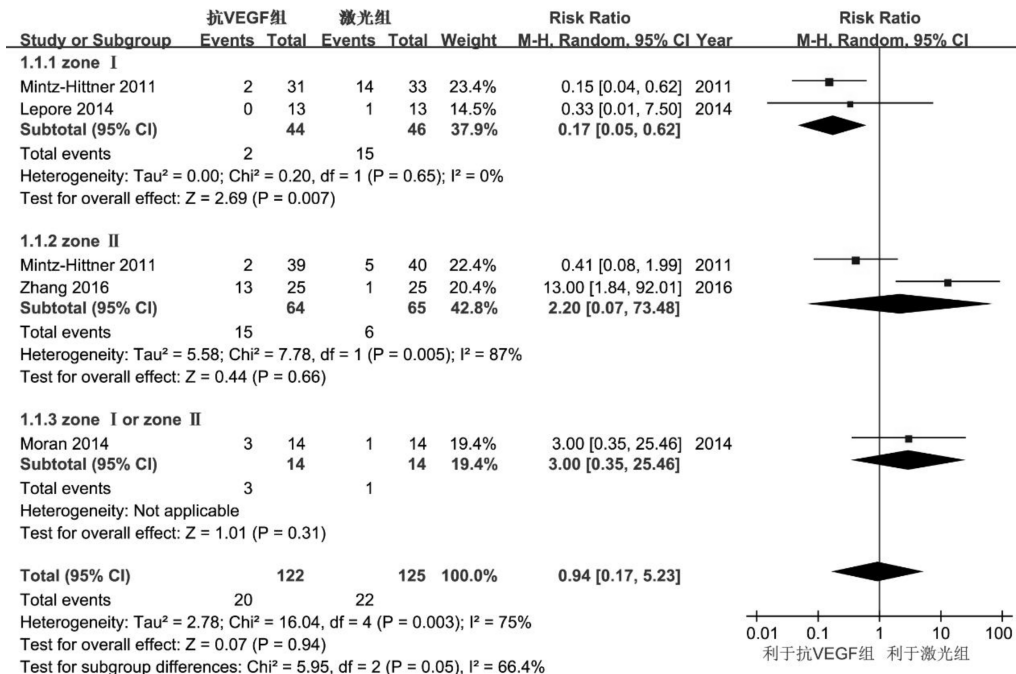 抗VEGF组 激光组 Risk Ratio Risk Ratio
Study or Subgroup Events Total Events Total Weight M-H, Random, 95% CI Year M-H, Random, 95% CI
1.1.1 zone Ⅰ
Mintz-Hittner 2011 2 31 14 33 23.4% 0.15 [0.04, 0.62] 2011
Lepore 2014 0 13 1 13 14.5% 0.33 [0.01, 7.50] 2014
Subtotal (95% CI) 44 46 37.9% 0.17 [0.05, 0.62]
Total events 2 15
Heterogeneity: Tau² = 0.00; Chi² = 0.20, df = 1 (P = 0.65); I² = 0%
Test for overall effect: Z = 2.69 (P = 0.007)
1.1.2 zone Ⅱ
Mintz-Hittner 2011 2 39 5 40 22.4% 0.41 [0.08, 1.99] 2011
Zhang 2016 13 25 1 25 20.4% 13.00 [1.84, 92.01] 2016
Subtotal (95% CI) 64 65 42.8% 2.20 [0.07, 73.48]
Total events 15 6
Heterogeneity: Tau² = 5.58; Chi² = 7.78, df = 1 (P = 0.005); I² = 87%
Test for overall effect: Z = 0.44 (P = 0.66)
1.1.3 zone Ⅰ or zone Ⅱ
Moran 2014 3 14 1 14 19.4% 3.00 [0.35, 25.46] 2014
Subtotal (95% CI) 14 14 19.4% 3.00 [0.35, 25.46]
Total events 3 1
Heterogeneity: Not applicable
Test for overall effect: Z = 1.01 (P = 0.31)
Total (95% CI) 122 125 100.0% 0.94 [0.17, 5.23]
Total events 20 22
Heterogeneity: Tau² = 2.78; Chi² = 16.04, df = 4 (P = 0.003); I² = 75%
Test for overall effect: Z = 0.07 (P = 0.94)
Test for subgroup differences: Chi² = 5.95, df = 2 (P = 0.05), I² = 66.4%
0.01 0.1 1 10 100
利于抗VEGF组 利于激光组